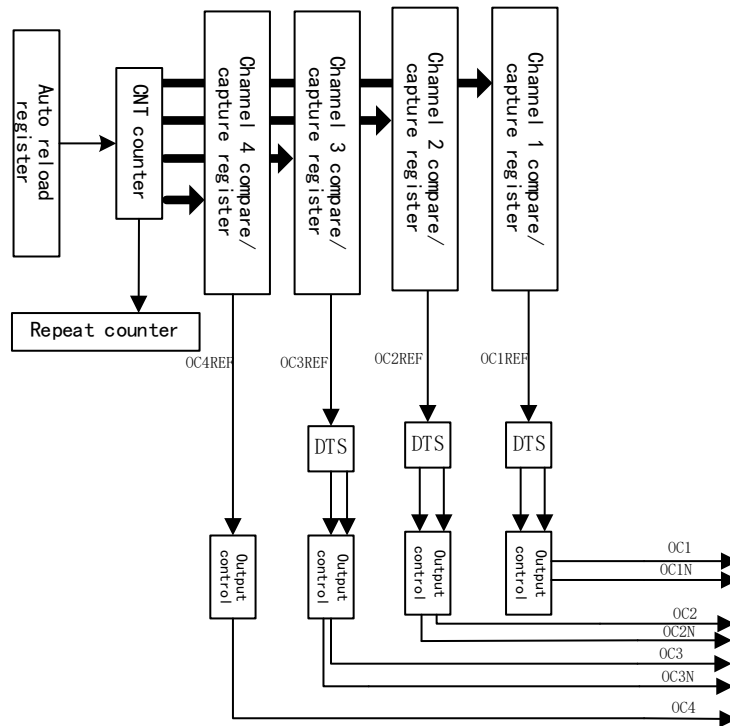 Auto reload
register
CNT counter
Channel 4 compare/
capture register
Channel 3 compare/
capture register
Channel 2 compare/
capture register
Channel 1 compare/
capture register
Repeat counter
OC4REF
OC3REF
OC2REF
OC1REF
DTS
DTS
DTS
Output
control
Output
control
Output
control
Output
control
OC1
OC1N
OC2
OC2N
OC3
OC3N
OC4